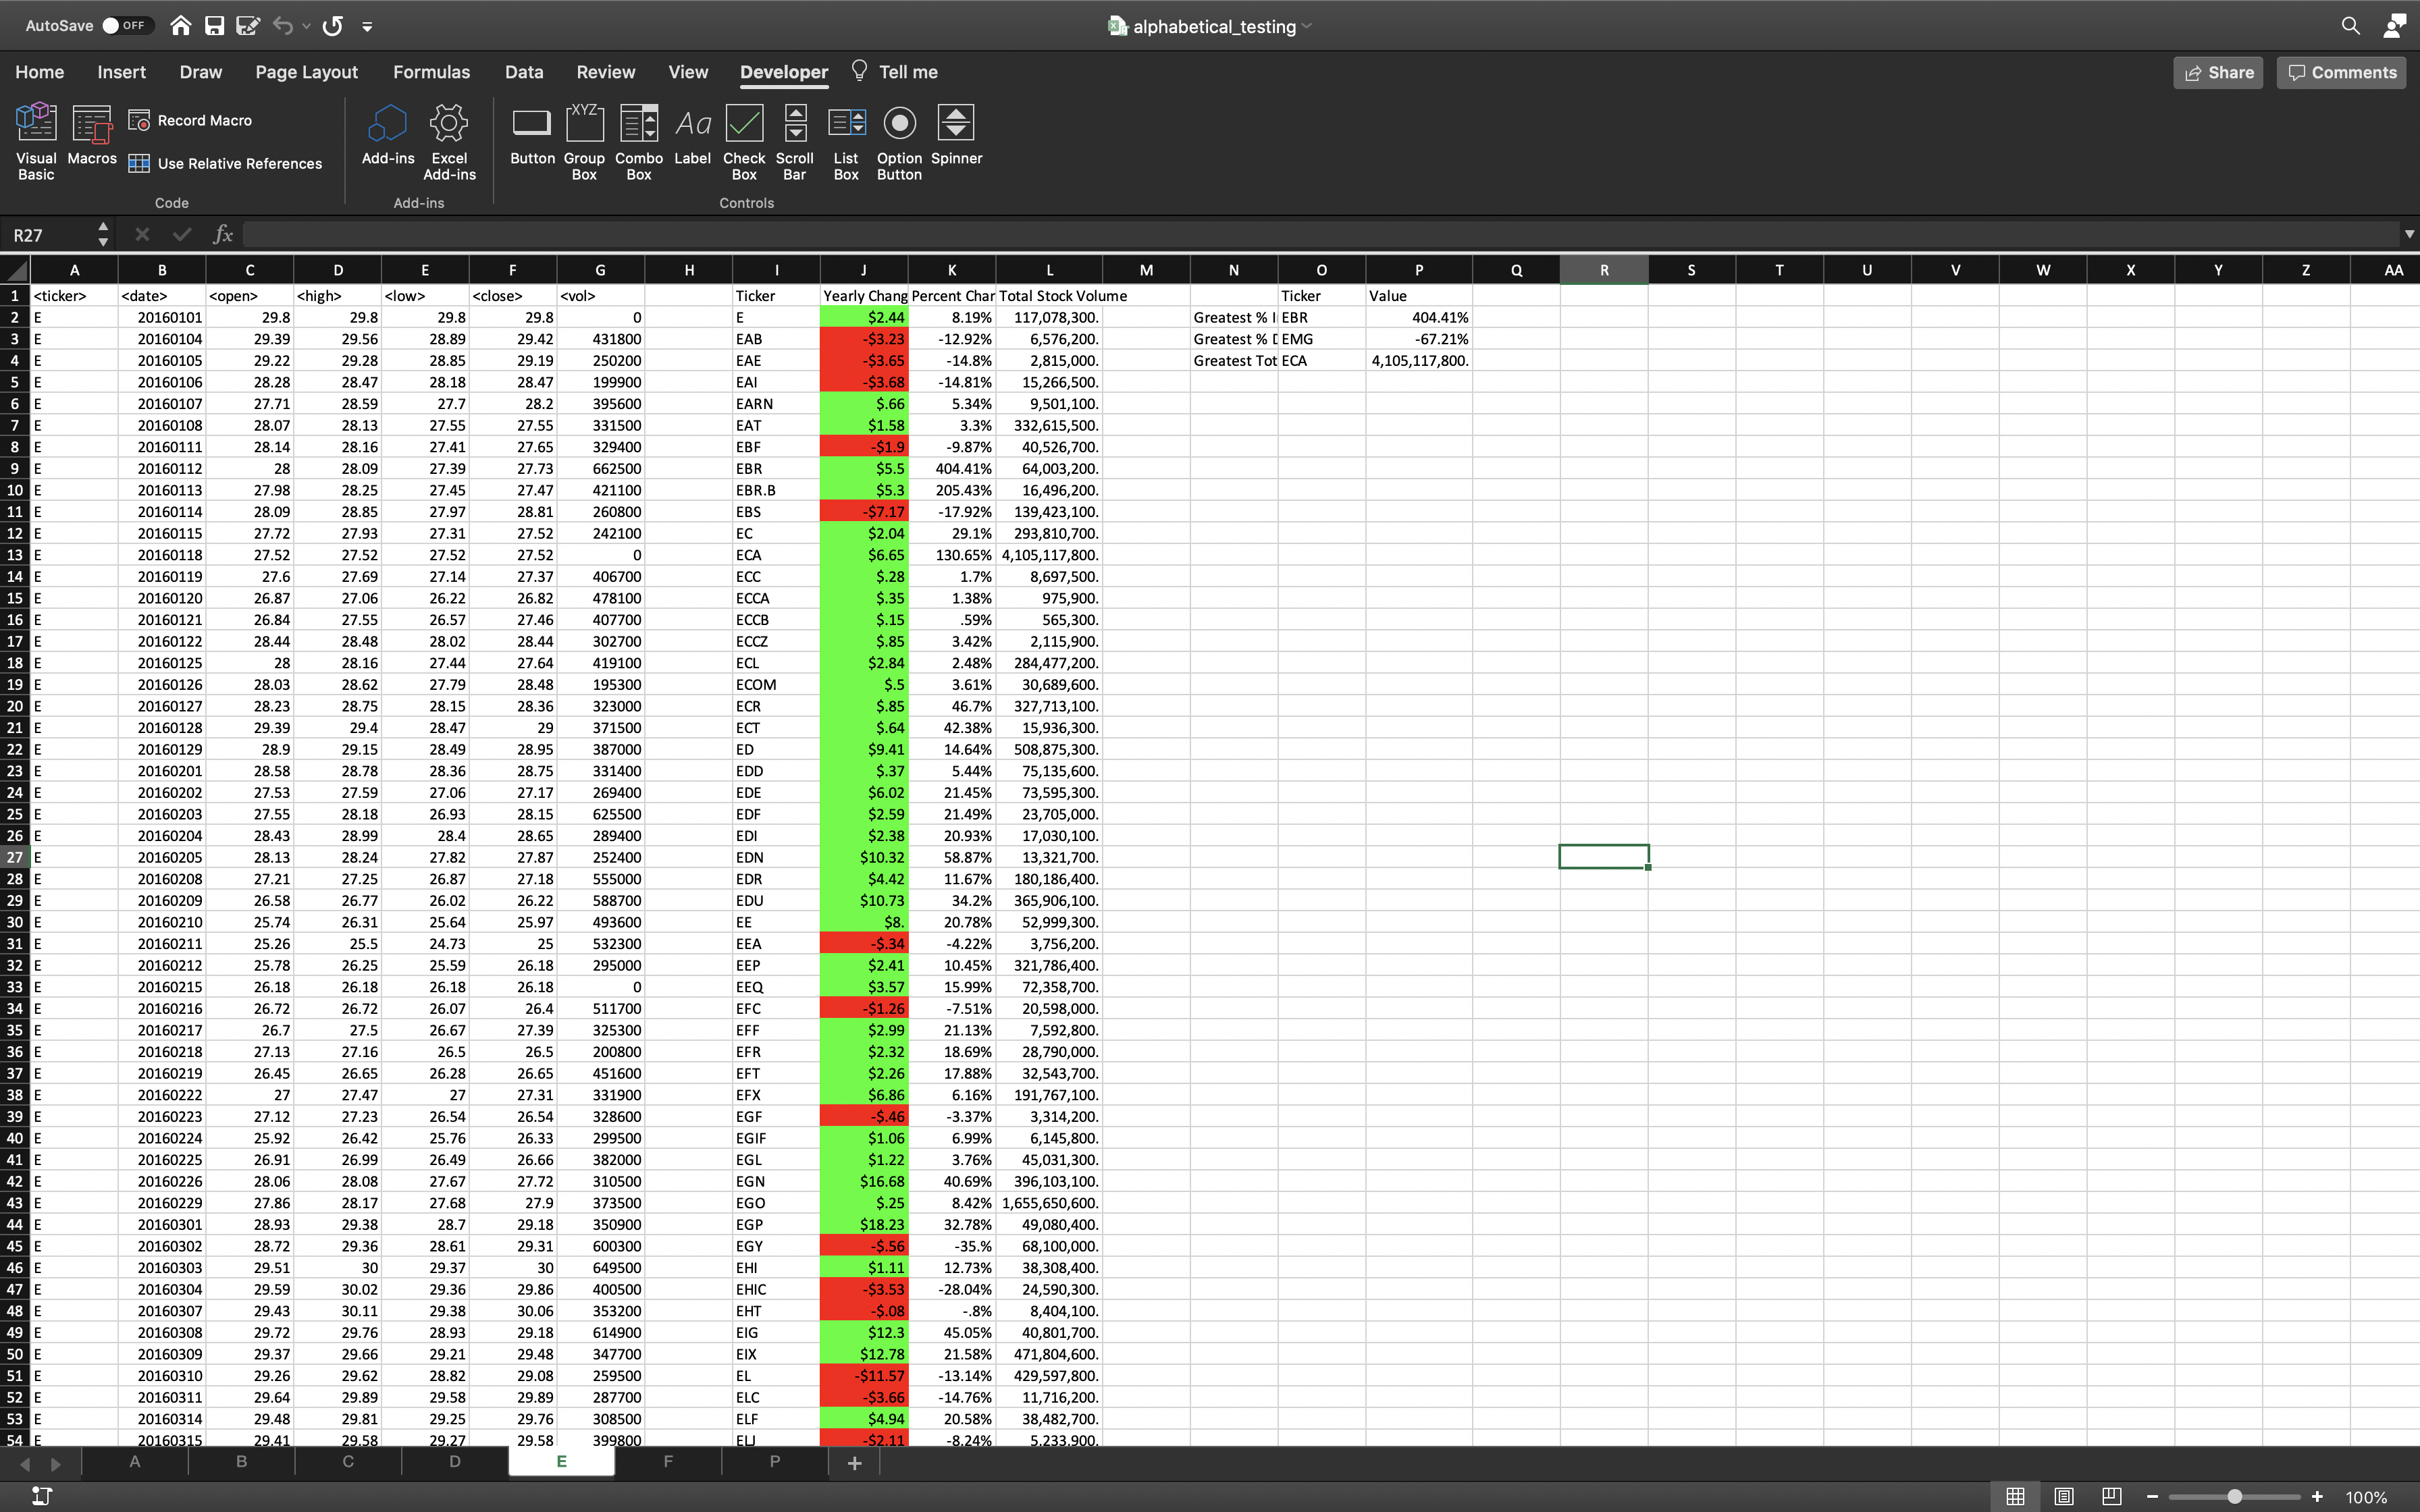 AutoSave OFF alphabetical_testing
Home Insert Draw Page Layout Formulas Data Review View Developer Tell me Share Comments
Visual Basic Macros Record Macro Use Relative References Add-ins Excel Add-ins Button Group Box XYZ Combo Box Aa Label Check Box Scroll Bar List Box Option Button Spinner
Code Add-ins Controls
R27 fx
A B C D E F G H I J K L M N O P Q R S T U V W X Y Z AA
1 <ticker> <date> <open> <high> <low> <close> <vol> Ticker Yearly Chang Percent Char Total Stock Volume Ticker Value
2 E 20160101 29.8 29.8 29.8 29.8 0 E $2.44 8.19% 117,078,300. Greatest % I EBR 404.41%
3 E 20160104 29.39 29.56 28.89 29.42 431800 EAB -$3.23 -12.92% 6,576,200. Greatest % D EMG -67.21%
4 E 20160105 29.22 29.28 28.85 29.19 250200 EAE -$3.65 -14.8% 2,815,000. Greatest Tot ECA 4,105,117,800.
5 E 20160106 28.28 28.47 28.18 28.47 199900 EAI -$3.68 -14.81% 15,266,500.
6 E 20160107 27.71 28.59 27.7 28.2 395600 EARN $.66 5.34% 9,501,100.
7 E 20160108 28.07 28.13 27.55 27.55 331500 EAT $1.58 3.3% 332,615,500.
8 E 20160111 28.14 28.16 27.41 27.65 329400 EBF -$1.9 -9.87% 40,526,700.
9 E 20160112 28 28.09 27.39 27.73 662500 EBR $5.5 404.41% 64,003,200.
10 E 20160113 27.98 28.25 27.45 27.47 421100 EBR.B $5.3 205.43% 16,496,200.
11 E 20160114 28.09 28.85 27.97 28.81 260800 EBS -$7.17 -17.92% 139,423,100.
12 E 20160115 27.72 27.93 27.31 27.52 242100 EC $2.04 29.1% 293,810,700.
13 E 20160118 27.52 27.52 27.52 27.52 0 ECA $6.65 130.65% 4,105,117,800.
14 E 20160119 27.6 27.69 27.14 27.37 406700 ECC $.28 1.7% 8,697,500.
15 E 20160120 26.87 27.06 26.22 26.82 478100 ECCA $.35 1.38% 975,900.
16 E 20160121 26.84 27.55 26.57 27.46 407700 ECCB $.15 .59% 565,300.
17 E 20160122 28.44 28.48 28.02 28.44 302700 ECCZ $.85 3.42% 2,115,900.
18 E 20160125 28 28.16 27.44 27.64 419100 ECL $2.84 2.48% 284,477,200.
19 E 20160126 28.03 28.62 27.79 28.48 195300 ECOM $.5 3.61% 30,689,600.
20 E 20160127 28.23 28.75 28.15 28.36 323000 ECR $.85 46.7% 327,713,100.
21 E 20160128 29.39 29.4 28.47 29 371500 ECT $.64 42.38% 15,936,300.
22 E 20160129 28.9 29.15 28.49 28.95 387000 ED $9.41 14.64% 508,875,300.
23 E 20160201 28.58 28.78 28.36 28.75 331400 EDD $.37 5.44% 75,135,600.
24 E 20160202 27.53 27.59 27.06 27.17 269400 EDE $6.02 21.45% 73,595,300.
25 E 20160203 27.55 28.18 26.93 28.15 625500 EDF $2.59 21.49% 23,705,000.
26 E 20160204 28.43 28.99 28.4 28.65 289400 EDI $2.38 20.93% 17,030,100.
27 E 20160205 28.13 28.24 27.82 27.87 252400 EDN $10.32 58.87% 13,321,700.
28 E 20160208 27.21 27.25 26.87 27.18 555000 EDR $4.42 11.67% 180,186,400.
29 E 20160209 26.58 26.77 26.02 26.22 588700 EDU $10.73 34.2% 365,906,100.
30 E 20160210 25.74 26.31 25.64 25.97 493600 EE $8. 20.78% 52,999,300.
31 E 20160211 25.26 25.5 24.73 25 532300 EEA -$.34 -4.22% 3,756,200.
32 E 20160212 25.78 26.25 25.59 26.18 295000 EEP $2.41 10.45% 321,786,400.
33 E 20160215 26.18 26.18 26.18 26.18 0 EEQ $3.57 15.99% 72,358,700.
34 E 20160216 26.72 26.72 26.07 26.4 511700 EFC -$1.26 -7.51% 20,598,000.
35 E 20160217 26.7 27.5 26.67 27.39 325300 EFF $2.99 21.13% 7,592,800.
36 E 20160218 27.13 27.16 26.5 26.5 200800 EFR $2.32 18.69% 28,790,000.
37 E 20160219 26.45 26.65 26.28 26.65 451600 EFT $2.26 17.88% 32,543,700.
38 E 20160222 27 27.47 27 27.31 331900 EFX $6.86 6.16% 191,767,100.
39 E 20160223 27.12 27.23 26.54 26.54 328600 EGF -$.46 -3.37% 3,314,200.
40 E 20160224 25.92 26.42 25.76 26.33 299500 EGIF $1.06 6.99% 6,145,800.
41 E 20160225 26.91 26.99 26.49 26.66 382000 EGL $1.22 3.76% 45,031,300.
42 E 20160226 28.06 28.08 27.67 27.72 310500 EGN $16.68 40.69% 396,103,100.
43 E 20160229 27.86 28.17 27.68 27.9 373500 EGO $.25 8.42% 1,655,650,600.
44 E 20160301 28.93 29.38 28.7 29.18 350900 EGP $18.23 32.78% 49,080,400.
45 E 20160302 28.72 29.36 28.61 29.31 600300 EGY -$.56 -35.% 68,100,000.
46 E 20160303 29.51 30 29.37 30 649500 EHI $1.11 12.73% 38,308,400.
47 E 20160304 29.59 30.02 29.36 29.86 400500 EHIC -$3.53 -28.04% 24,590,300.
48 E 20160307 29.43 30.11 29.38 30.06 353200 EHT -$.08 -.8% 8,404,100.
49 E 20160308 29.72 29.76 28.93 29.18 614900 EIG $12.3 45.05% 40,801,700.
50 E 20160309 29.37 29.66 29.21 29.48 347700 EIX $12.78 21.58% 471,804,600.
51 E 20160310 29.26 29.62 28.82 29.08 259500 EL -$11.57 -13.14% 429,597,800.
52 E 20160311 29.64 29.89 29.58 29.89 287700 ELC -$3.66 -14.76% 11,716,200.
53 E 20160314 29.48 29.81 29.25 29.76 308500 ELF $4.94 20.58% 38,482,700.
54 E 20160315 29.41 29.58 29.27 29.58 399800 ELJ -$2.11 -8.24% 5,233,900.
A B C D E F P +
100%